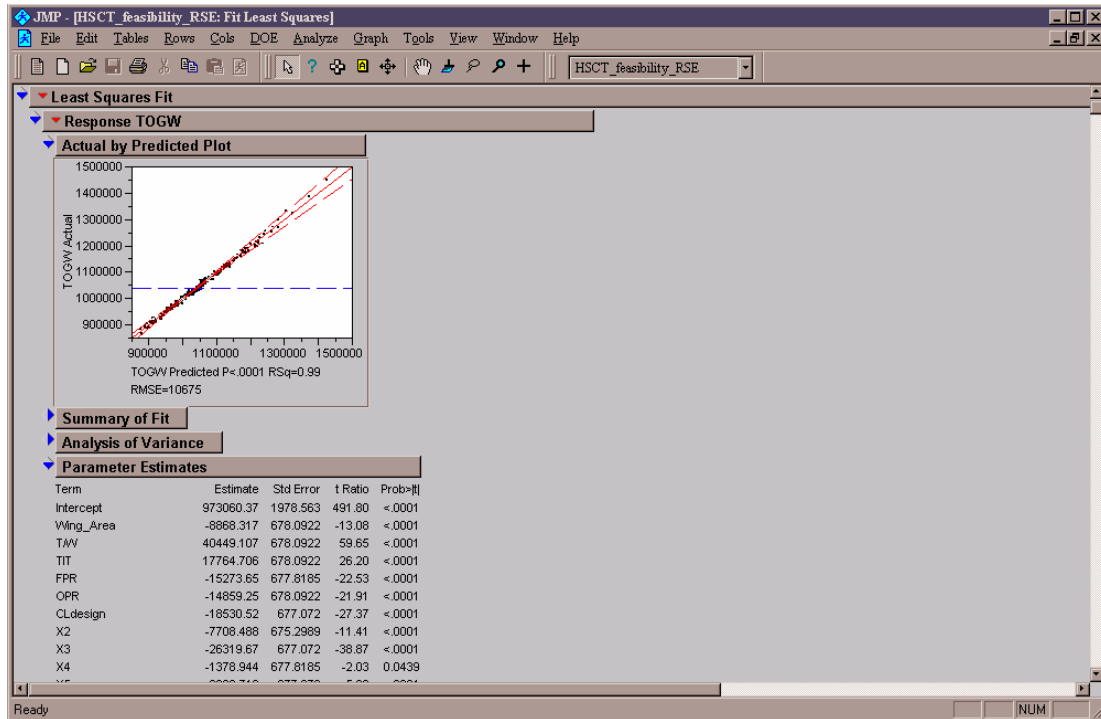 JMP - [HSCT_feasibility_RSE: Fit Least Squares]
File Edit Tables Rows Cols DOE Analyze Graph Tools View Window Help
HSCT_feasibility_RSE
Least Squares Fit
Response TOGW
Actual by Predicted Plot
1500000
1400000
1300000
1200000
1100000
1000000
900000
TOGW Actual
900000 1100000 1300000 1500000
TOGW Predicted P<.0001 RSq=0.99
RMSE=10675
Summary of Fit
Analysis of Variance
Parameter Estimates
Term Estimate Std Error t Ratio Prob>|t|
Intercept 973060.37 1978.563 491.80 <.0001
Wing_Area -8868.317 678.0922 -13.08 <.0001
T/W 40449.107 678.0922 59.65 <.0001
TIT 17764.706 678.0922 26.20 <.0001
FPR -15273.65 677.8185 -22.53 <.0001
OPR -14859.25 678.0922 -21.91 <.0001
CLdesign -18530.52 677.072 -27.37 <.0001
X2 -7708.488 675.2989 -11.41 <.0001
X3 -26319.67 677.072 -38.87 <.0001
X4 -1378.944 677.8185 -2.03 0.0439
Ready NUM